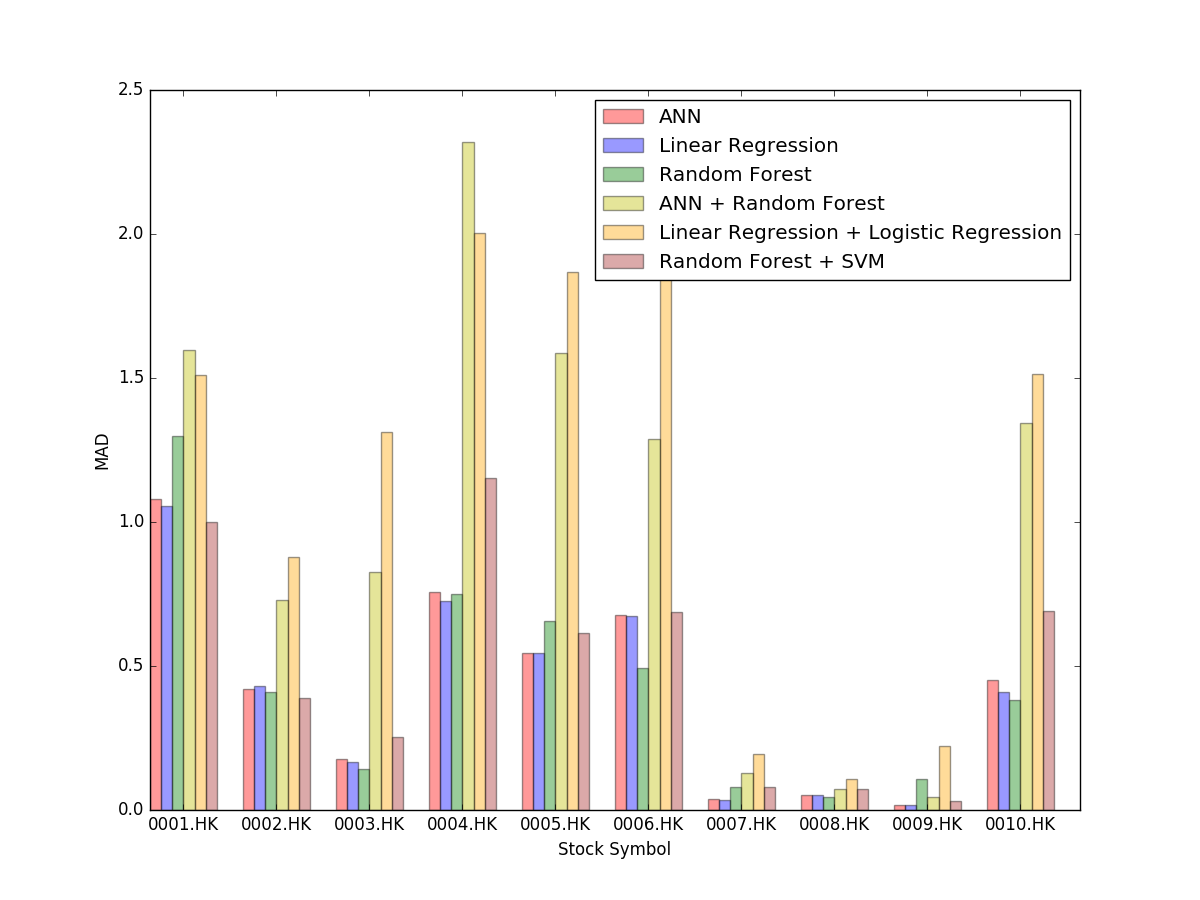 2.5
2.0
1.5
1.0
0.5
0.0
MAD
ANN
Linear Regression
Random Forest
ANN + Random Forest
Linear Regression + Logistic Regression
Random Forest + SVM
0001.HK 0002.HK 0003.HK 0004.HK 0005.HK 0006.HK 0007.HK 0008.HK 0009.HK 0010.HK
Stock Symbol